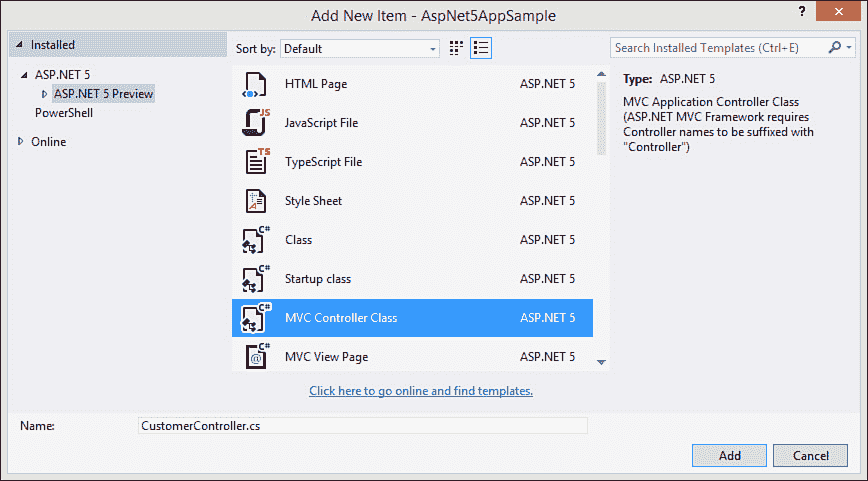 Add New Item - AspNet5AppSample
? ×
Installed
ASP.NET 5
ASP.NET 5 Preview
PowerShell
Online
Sort by: Default
Search Installed Templates (Ctrl+E)
HTML Page ASP.NET 5
JS
JavaScript File ASP.NET 5
TS
TypeScript File ASP.NET 5
A
Style Sheet ASP.NET 5
C#
Class ASP.NET 5
C#
Startup class ASP.NET 5
C#
MVC Controller Class ASP.NET 5
C#
@
MVC View Page ASP.NET 5
Type: ASP.NET 5
MVC Application Controller Class
(ASP.NET MVC Framework requires
Controller names to be suffixed with
"Controller")
Click here to go online and find templates.
Name: CustomerController.cs
Add Cancel